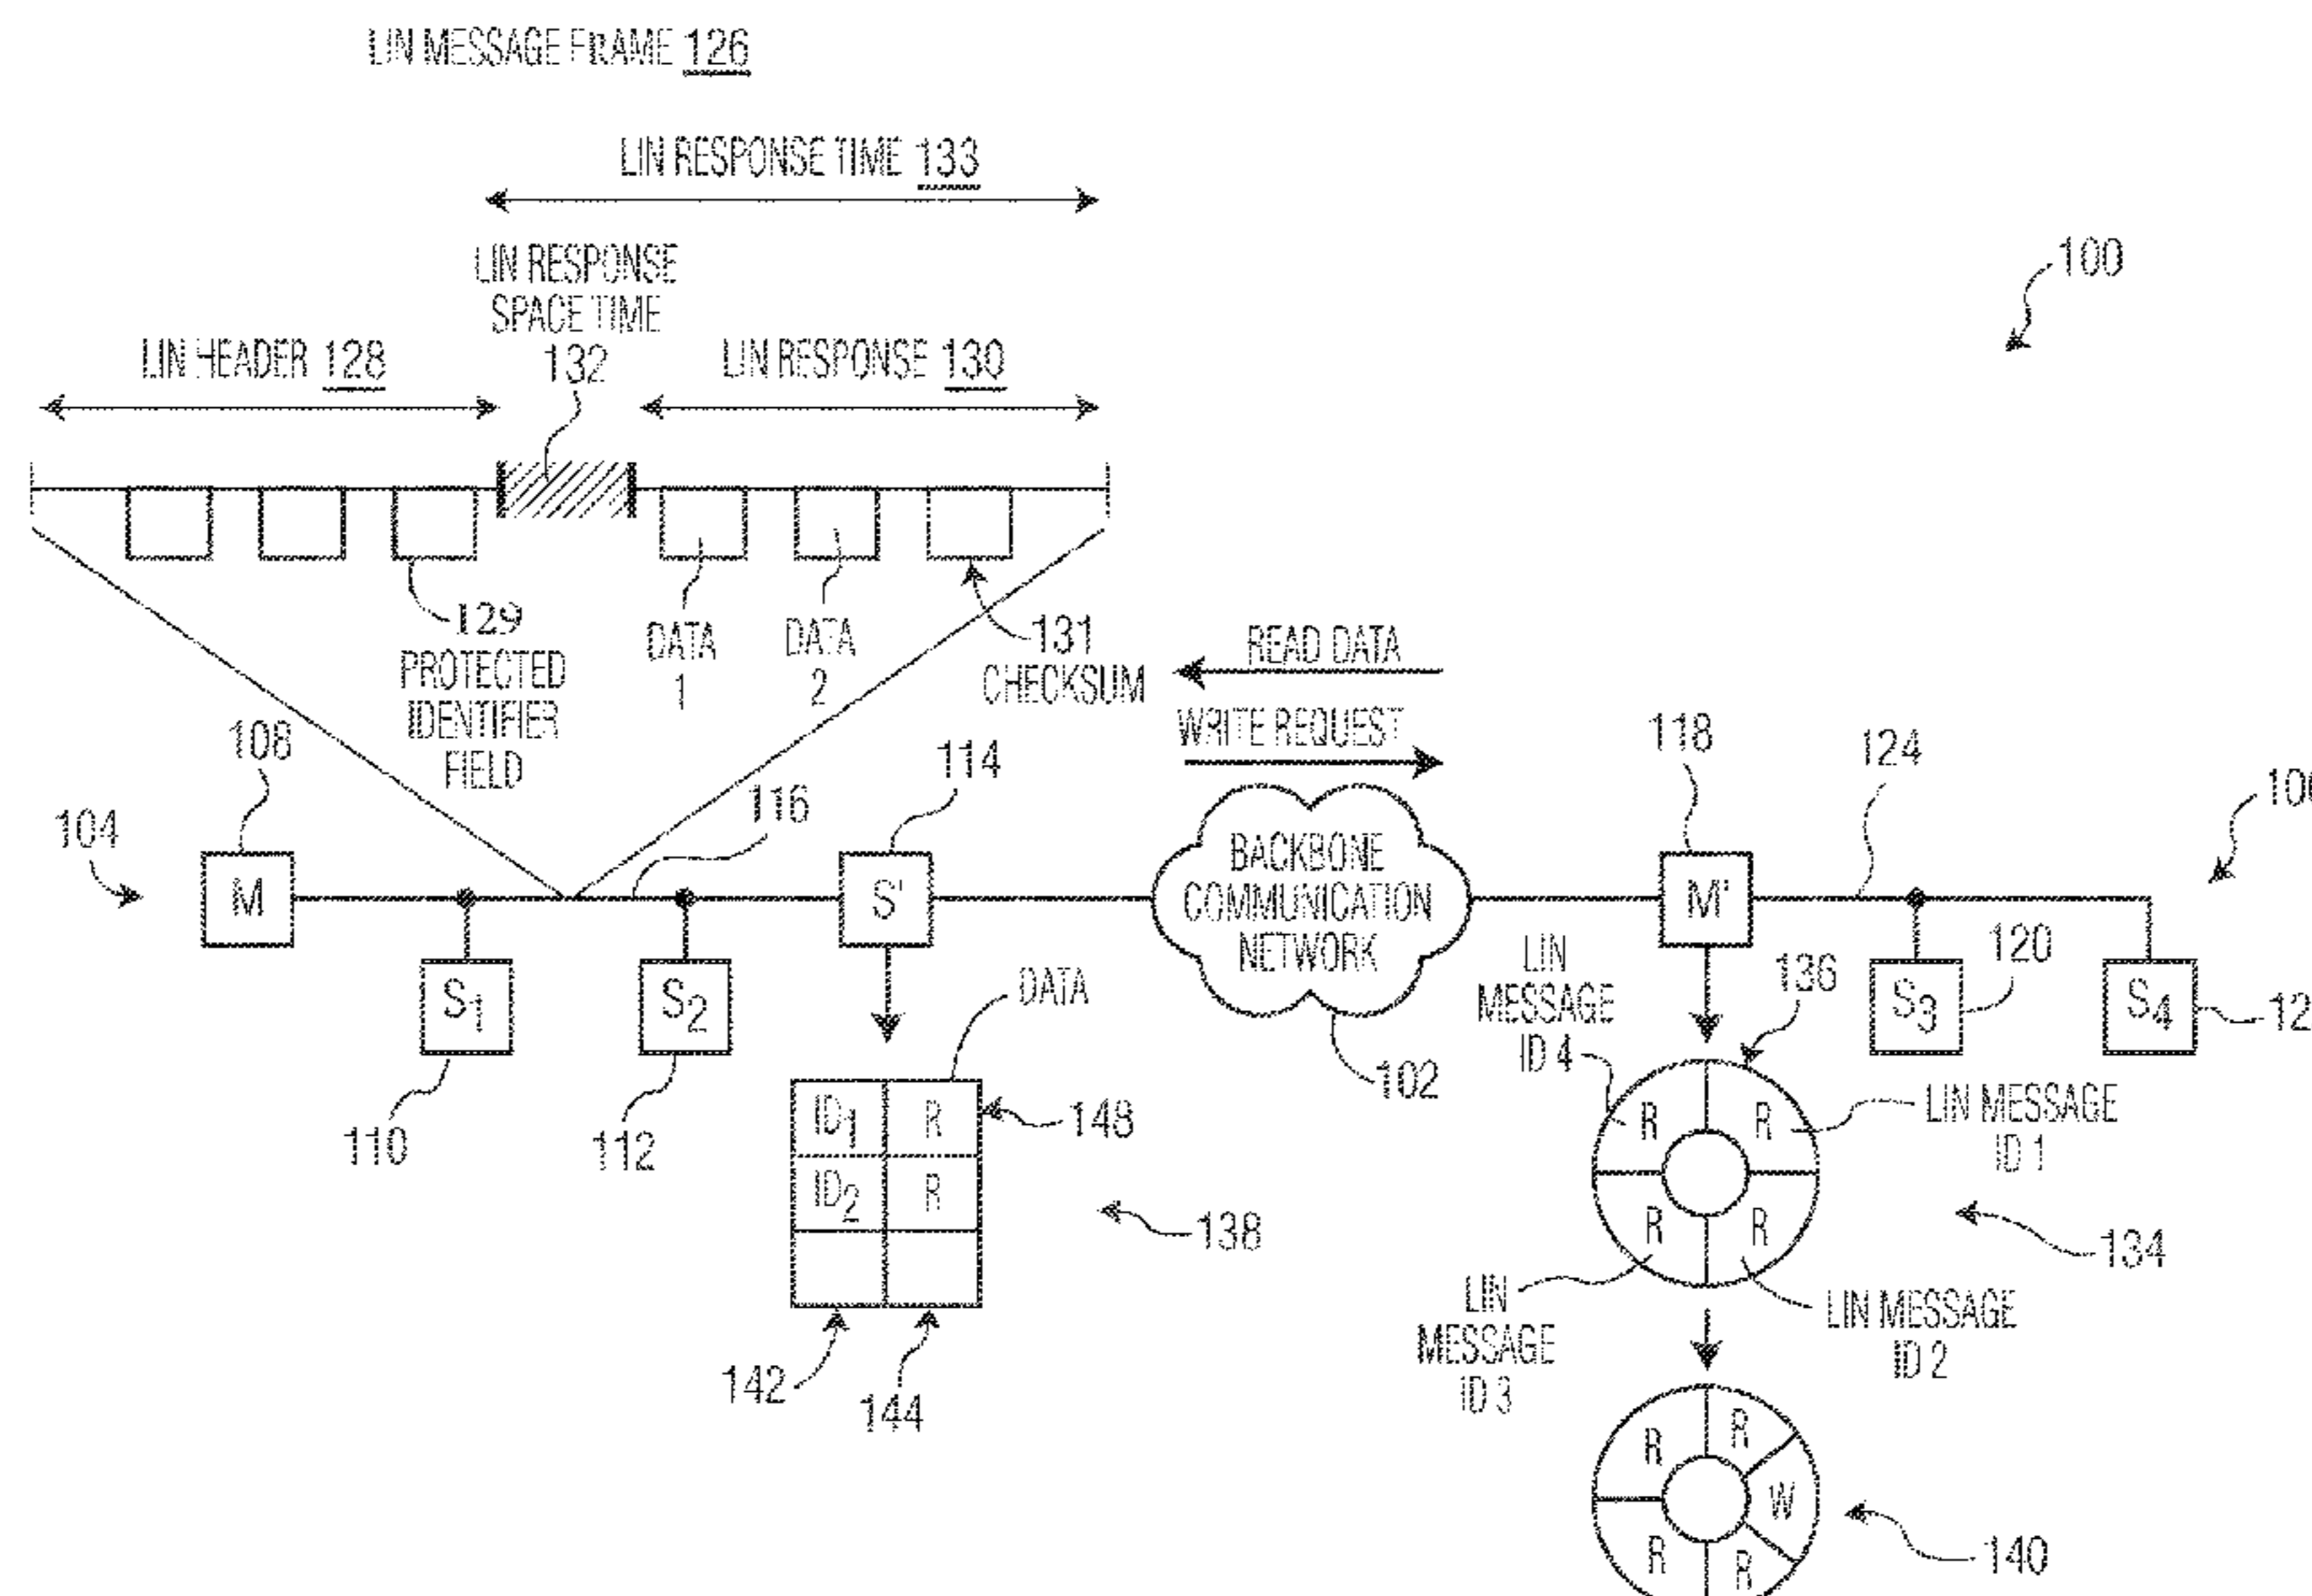 LIN MESSAGE FRAME 126
LIN RESPONSE TIME 133
LIN RESPONSE
SPACE TIME
132
LIN HEADER 128
LIN RESPONSE 130
100
129
PROTECTED
IDENTIFIER
FIELD
DATA
1
DATA
2
131
CHECKSUM
READ DATA
WRITE REQUEST
108
104
M
116
114
S'
BACKBONE
COMMUNICATION
NETWORK
102
118
M'
124
S1
110
S2
112
DATA
ID1 R
ID2 R
148
138
142
144
LIN
MESSAGE
ID 4
136
120
S3
S4
R
R
R
R
LIN MESSAGE
ID 1
134
LIN
MESSAGE
ID 3
LIN MESSAGE
ID 2
R
R
W
R
R
140